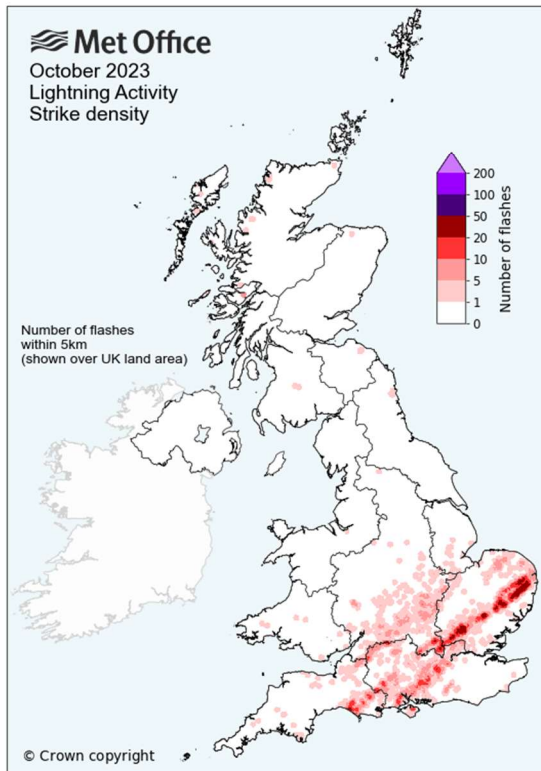 Met Office
October 2023
Lightning Activity
Strike density
200
100
50
20
10
5
1
0
Number of flashes
Number of flashes
within 5km
(shown over UK land area)
© Crown copyright